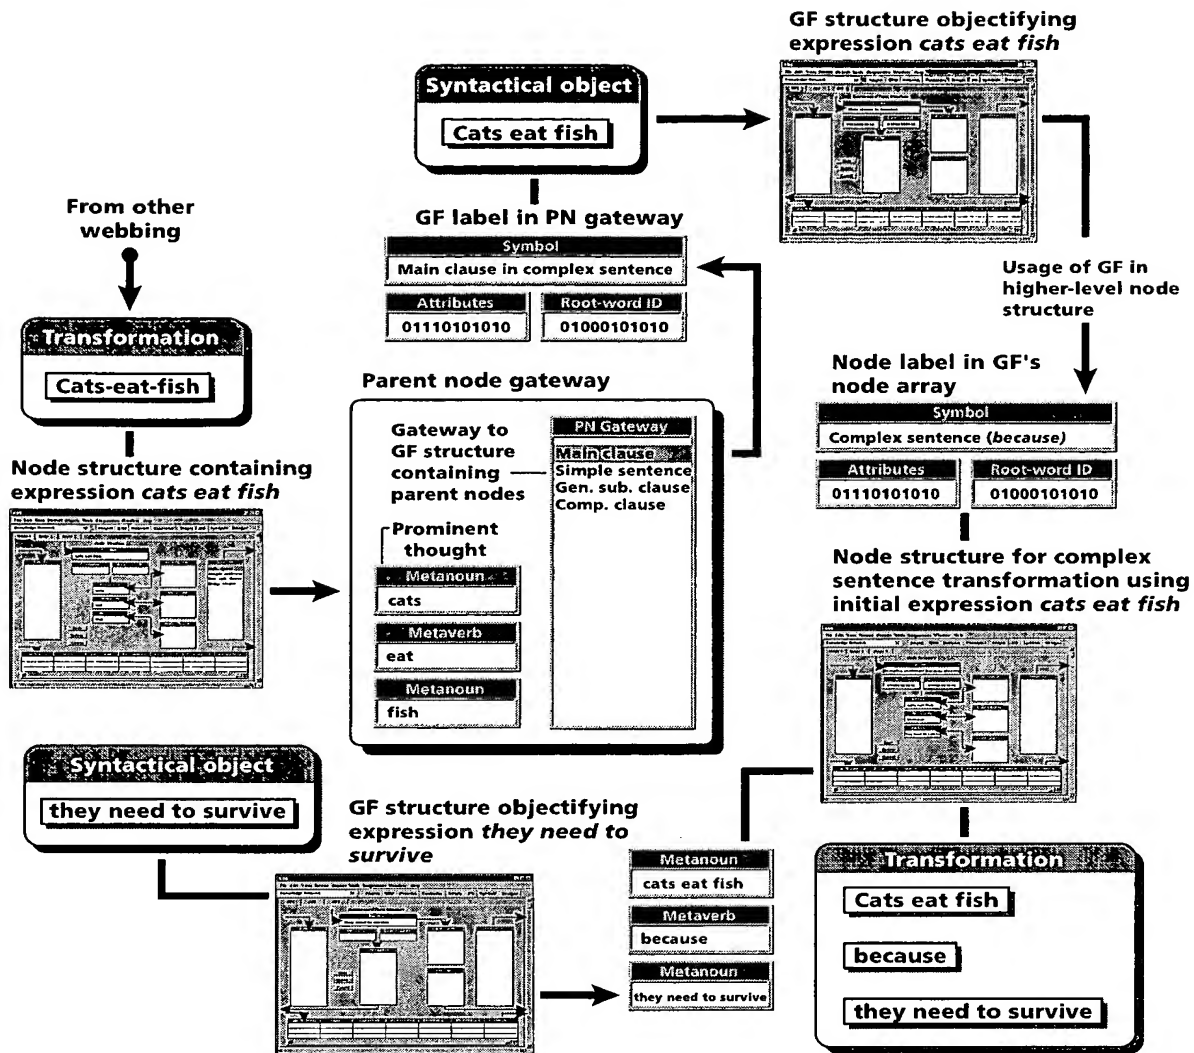 GF structure objectifying
expression cats eat fish
Syntactical object
Cats eat fish
From other
webbing
GF label in PN gateway
Symbol
Main clause in complex sentence
Attributes
Root-word ID
01110101010
01000101010
Usage of GF in
higher-level node
structure
Transformation
Cats-eat-fish
Parent node gateway
Gateway to
GF structure
containing
parent nodes
PN Gateway
Main clause
Simple sentence
Gen. sub. clause
Comp. clause
Prominent
thought
Metanoun
cats
Metaverb
eat
Metanoun
fish
Node label in GF's
node array
Symbol
Complex sentence (because)
Attributes
Root-word ID
01110101010
01000101010
Node structure containing
expression cats eat fish
Node structure for complex
sentence transformation using
initial expression cats eat fish
Syntactical object
they need to survive
GF structure objectifying
expression they need to
survive
Metanoun
cats eat fish
Metaverb
because
Metanoun
they need to survive
Transformation
Cats eat fish
because
they need to survive